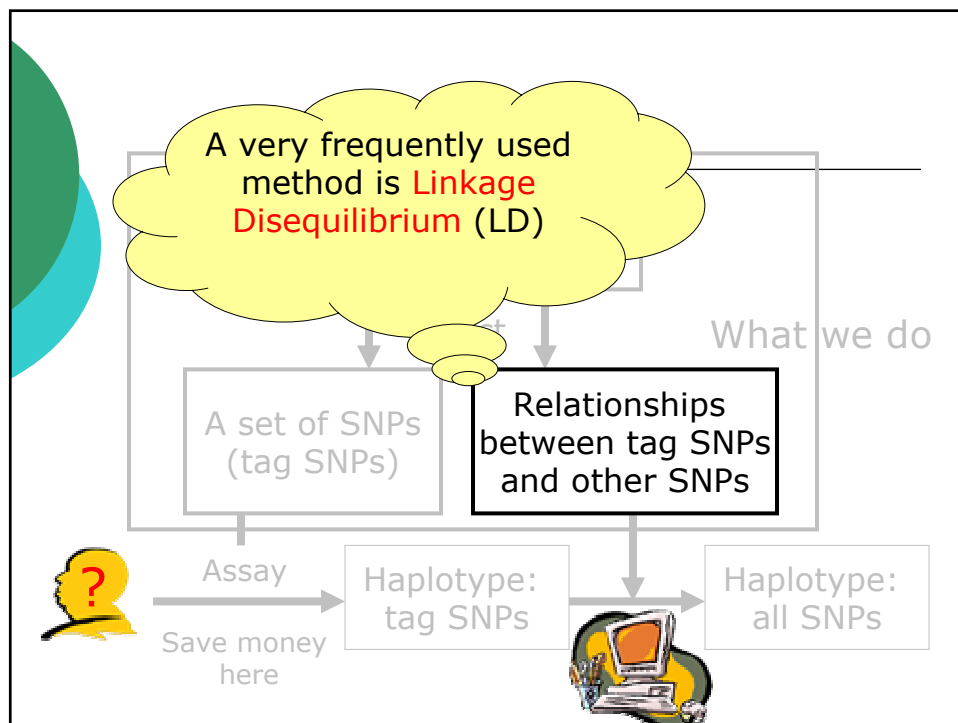 A very frequently used
method is Linkage
Disequilibrium (LD)
What we do
A set of SNPs
(tag SNPs)
Relationships
between tag SNPs
and other SNPs
?
Assay
Save money
here
Haplotype:
tag SNPs
Haplotype:
all SNPs